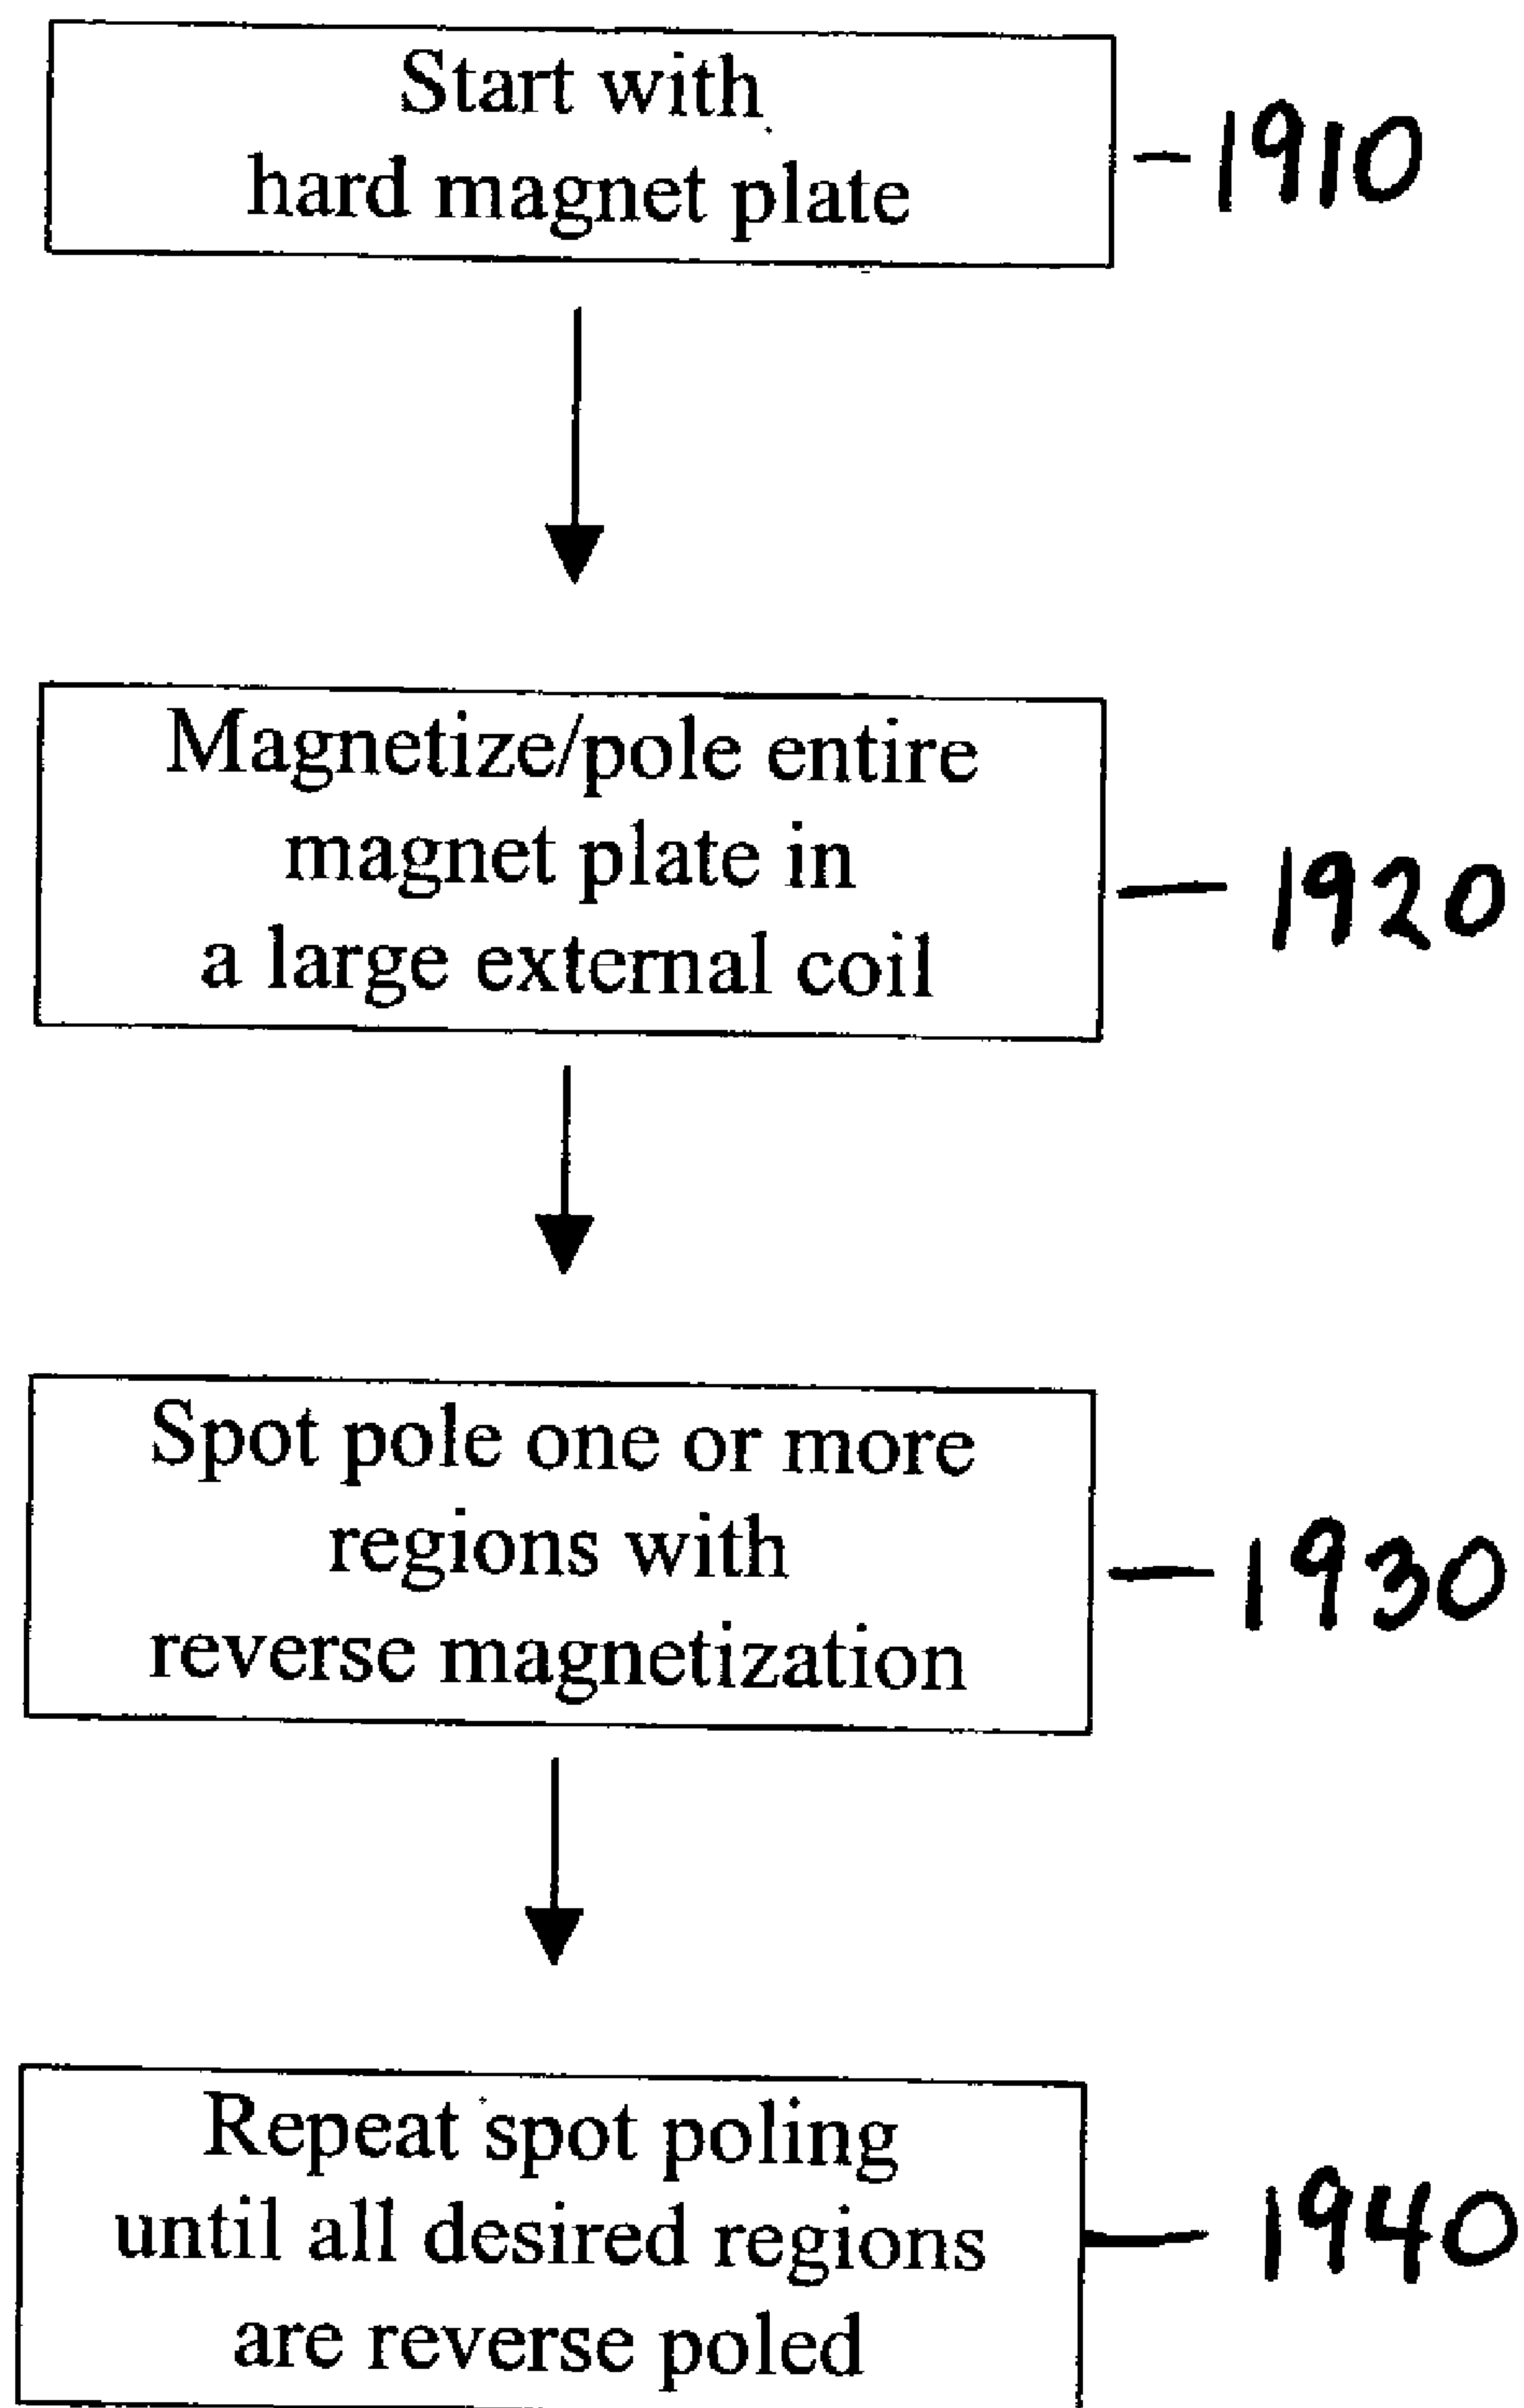 Start with
hard magnet plate
1910
Magnetize/pole entire
magnet plate in
a large external coil
1920
Spot pole one or more
regions with
reverse magnetization
1930
Repeat spot poling
until all desired regions
are reverse poled
1940